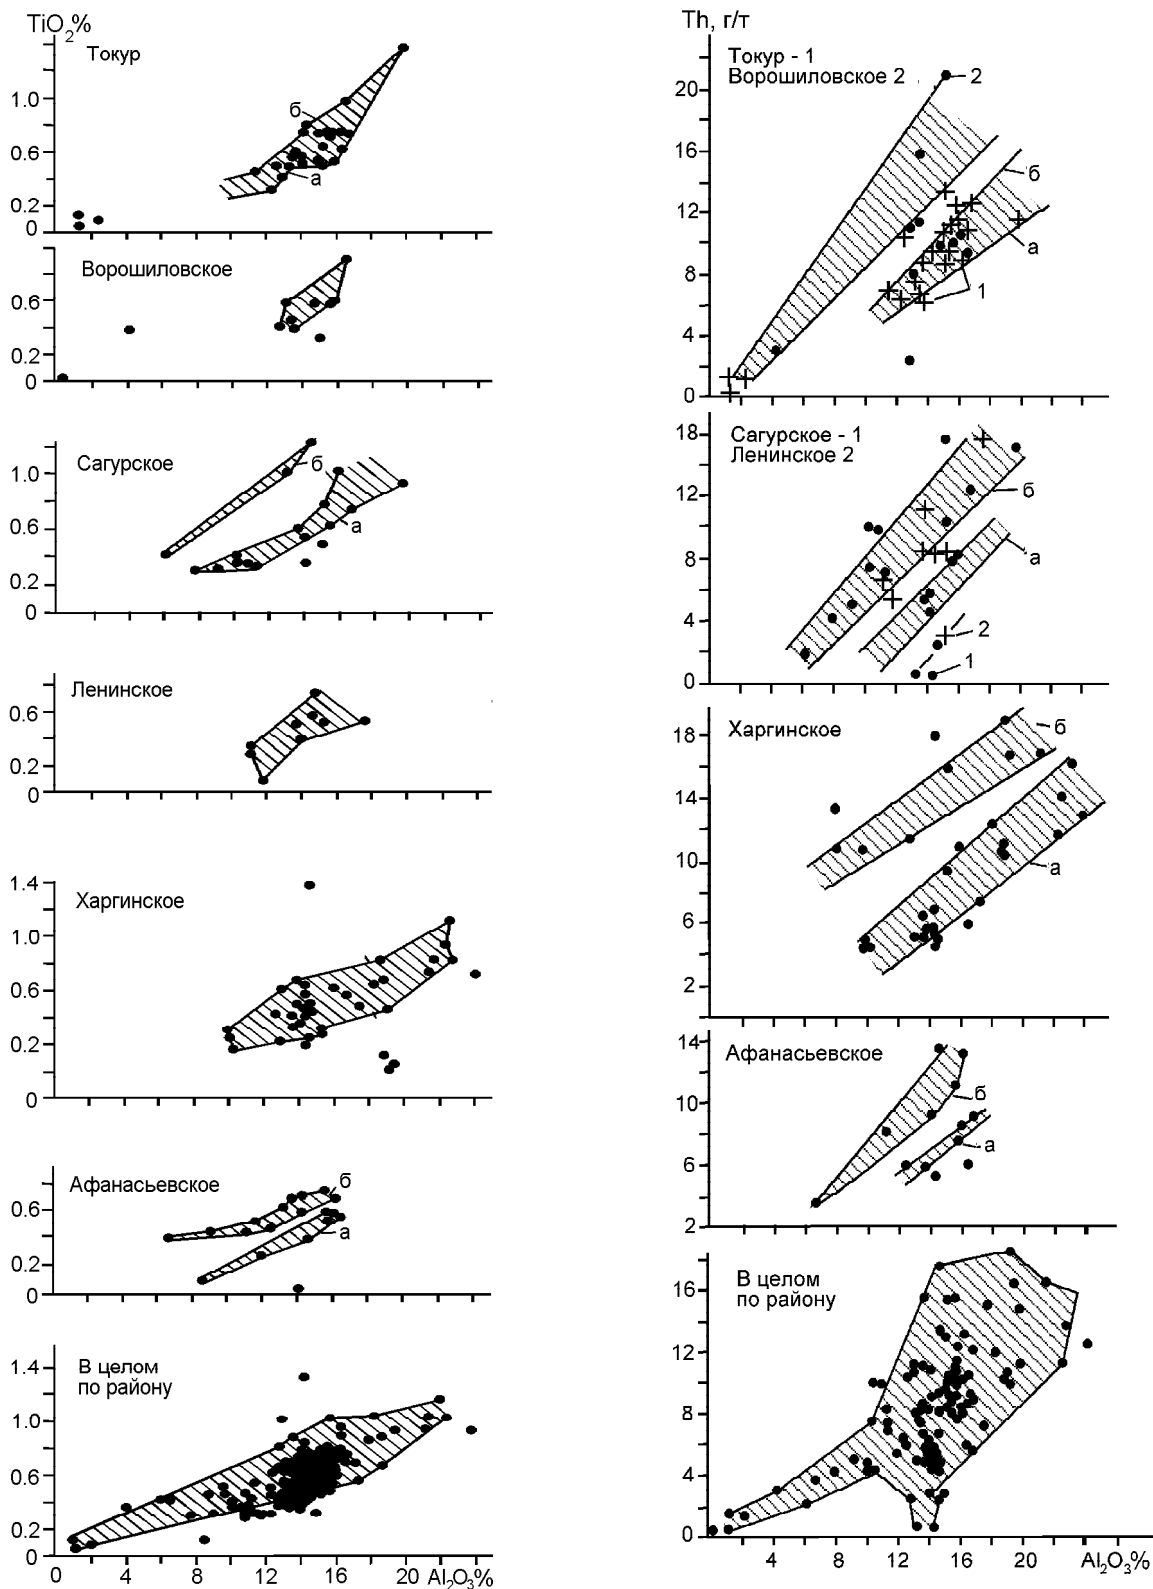 TiO2%
Токур
1.0
0.6
0.2
0
б
а
Ворошиловское
0.6
0.2
0
Сагурское
1.0
0.6
0.2
0
б
а
Ленинское
0.6
0.2
0
Харгинское
1.4
1.0
0.6
0.2
0
Афанасьевское
0.6
0.2
0
б
а
В целом
по району
1.4
1.0
0.6
0.2
0
0 4 8 12 16 20 Al2O3%
Th, г/т
Токур - 1
Ворошиловское 2
20
16
12
8
4
0
2
б
а
1
Сагурское - 1
Ленинское 2
18
12
8
4
0
б
а
2
1
Харгинское
18
14
10
6
2
б
а
Афанасьевское
14
10
6
2
б
а
В целом
по району
16
12
8
4
0
4 8 12 16 20 Al2O3%